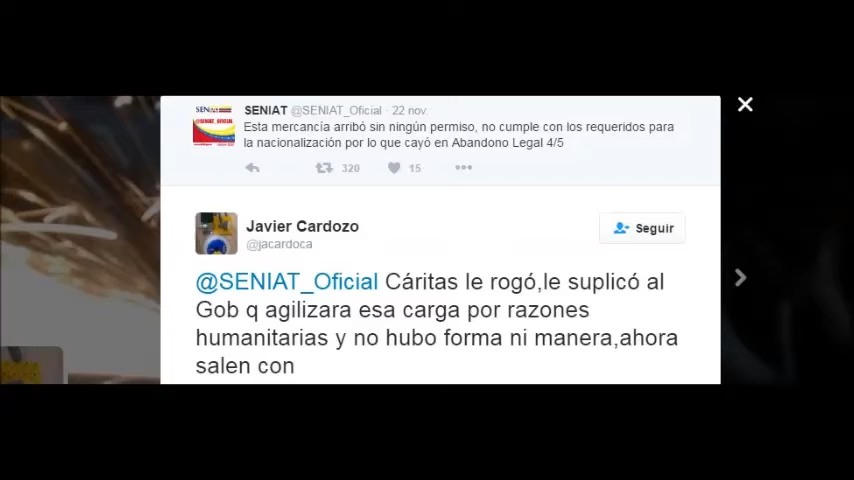 SENIAT @SENIAT_Oficial · 22 nov.
Esta mercancía arribó sin ningún permiso, no cumple con los requeridos para
la nacionalización por lo que cayó en Abandono Legal 4/5
320 15
Javier Cardozo
@jacardoca
Seguir
@SENIAT_Oficial Cáritas le rogó,le suplicó al
Gob q agilizara esa carga por razones
humanitarias y no hubo forma ni manera,ahora
salen con